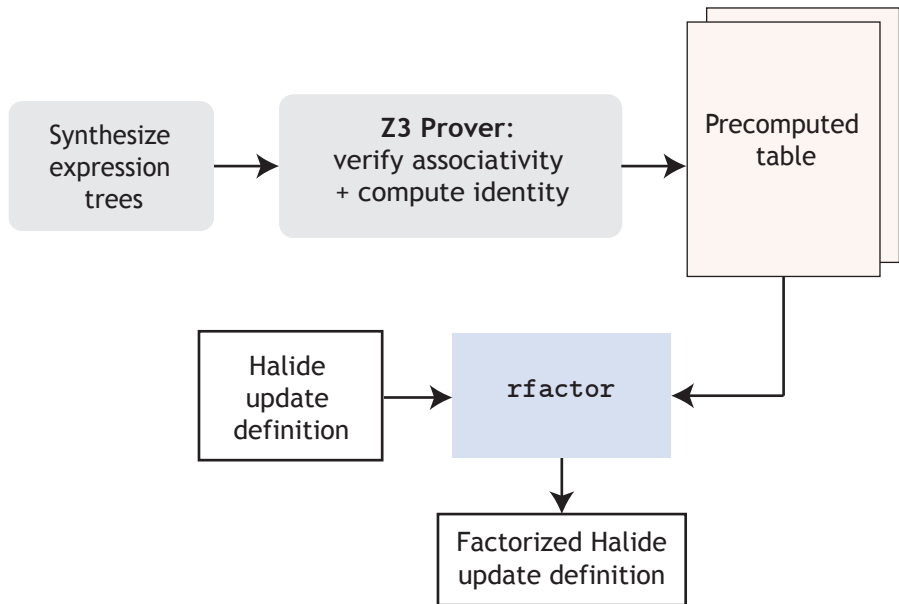 Synthesize
expression
trees
Z3 Prover:
verify associativity
+ compute identity
Precomputed
table
Halide
update
definition
rfactor
Factorized Halide
update definition